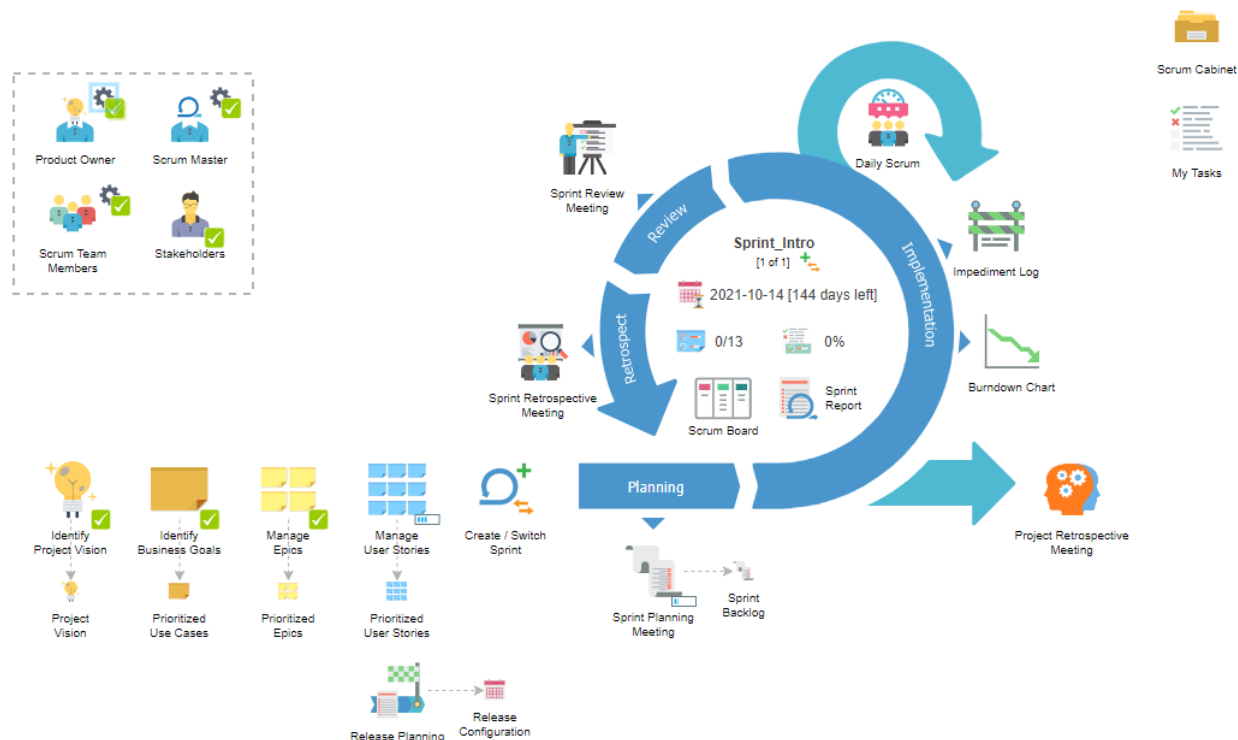 Scrum Cabinet
My Tasks
Product Owner
Scrum Master
Scrum Team
Members
Stakeholders
Sprint Review
Meeting
Daily Scrum
Review
Implementation
Retrospect
Sprint_Intro
[1 of 1]
2021-10-14 [144 days left]
0/13
0%
Scrum Board
Sprint
Report
Impediment Log
Burndown Chart
Sprint Retrospective
Meeting
Planning
Identify
Project Vision
Identify
Business Goals
Manage
Epics
Manage
User Stories
Create / Switch
Sprint
Project Retrospective
Meeting
Project
Vision
Prioritized
Use Cases
Prioritized
Epics
Prioritized
User Stories
Sprint Planning
Meeting
Sprint
Backlog
Release Planning
Release
Configuration